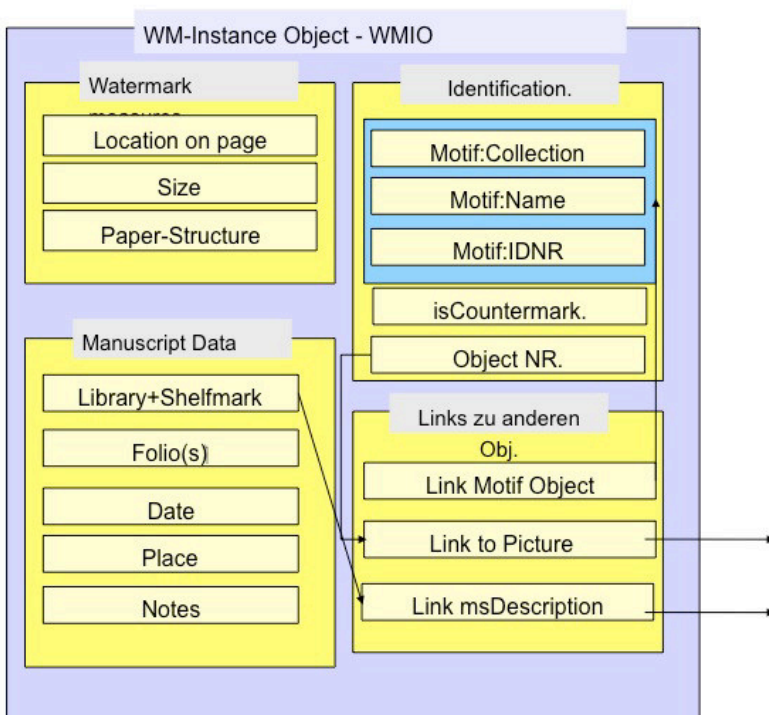 WM-Instance Object - WMIO
Watermark
Location on page
Size
Paper-Structure
Identification.
Motif:Collection
Motif:Name
Motif:IDNR
isCountermark.
Object NR.
Manuscript Data
Library+Shelfmark
Folio(s)
Date
Place
Notes
Links zu anderen
Obj.
Link Motif Object
Link to Picture
Link msDescription